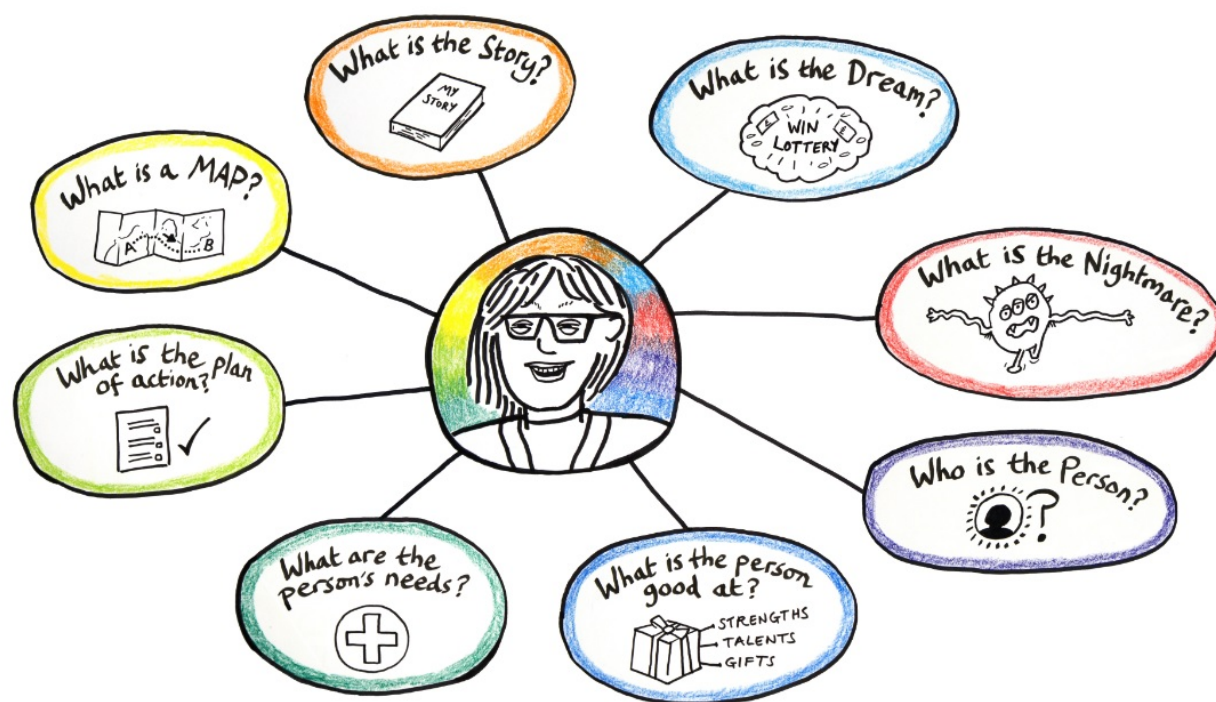 What is a MAP?
A
B
What is the Story?
MY
STORY
What is the Dream?
WIN
LOTTERY
£
£
What is the Nightmare?
Who is the Person?
?
What is the person
good at?
STRENGTHS
TALENTS
GIFTS
What are the
person's needs?
What is the plan
of action?